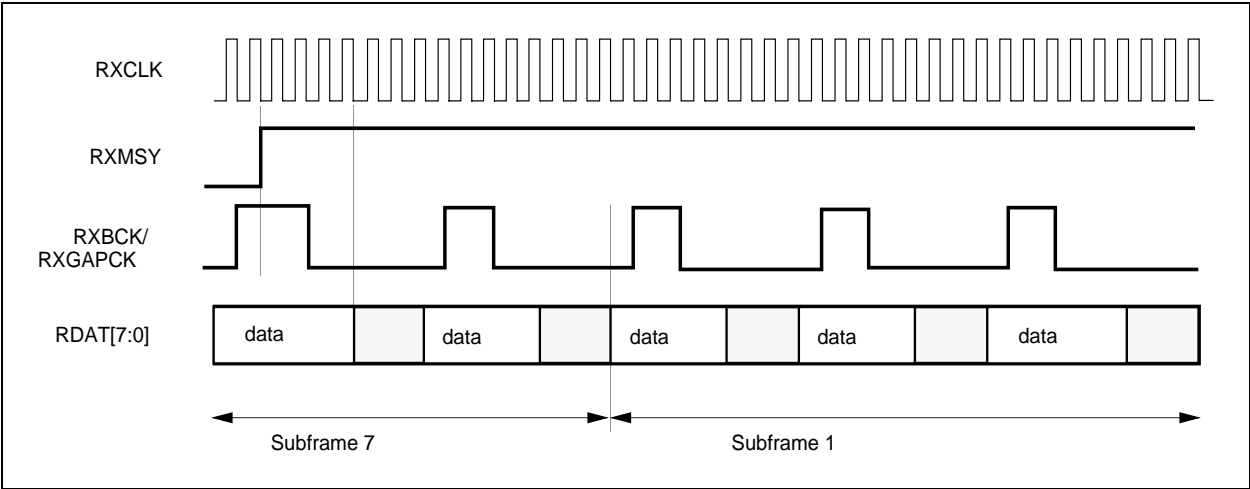 RXCLK
RXMSY
RXBCK/
RXGAPCK
RDAT[7:0]
data
data
data
data
data
Subframe 7
Subframe 1